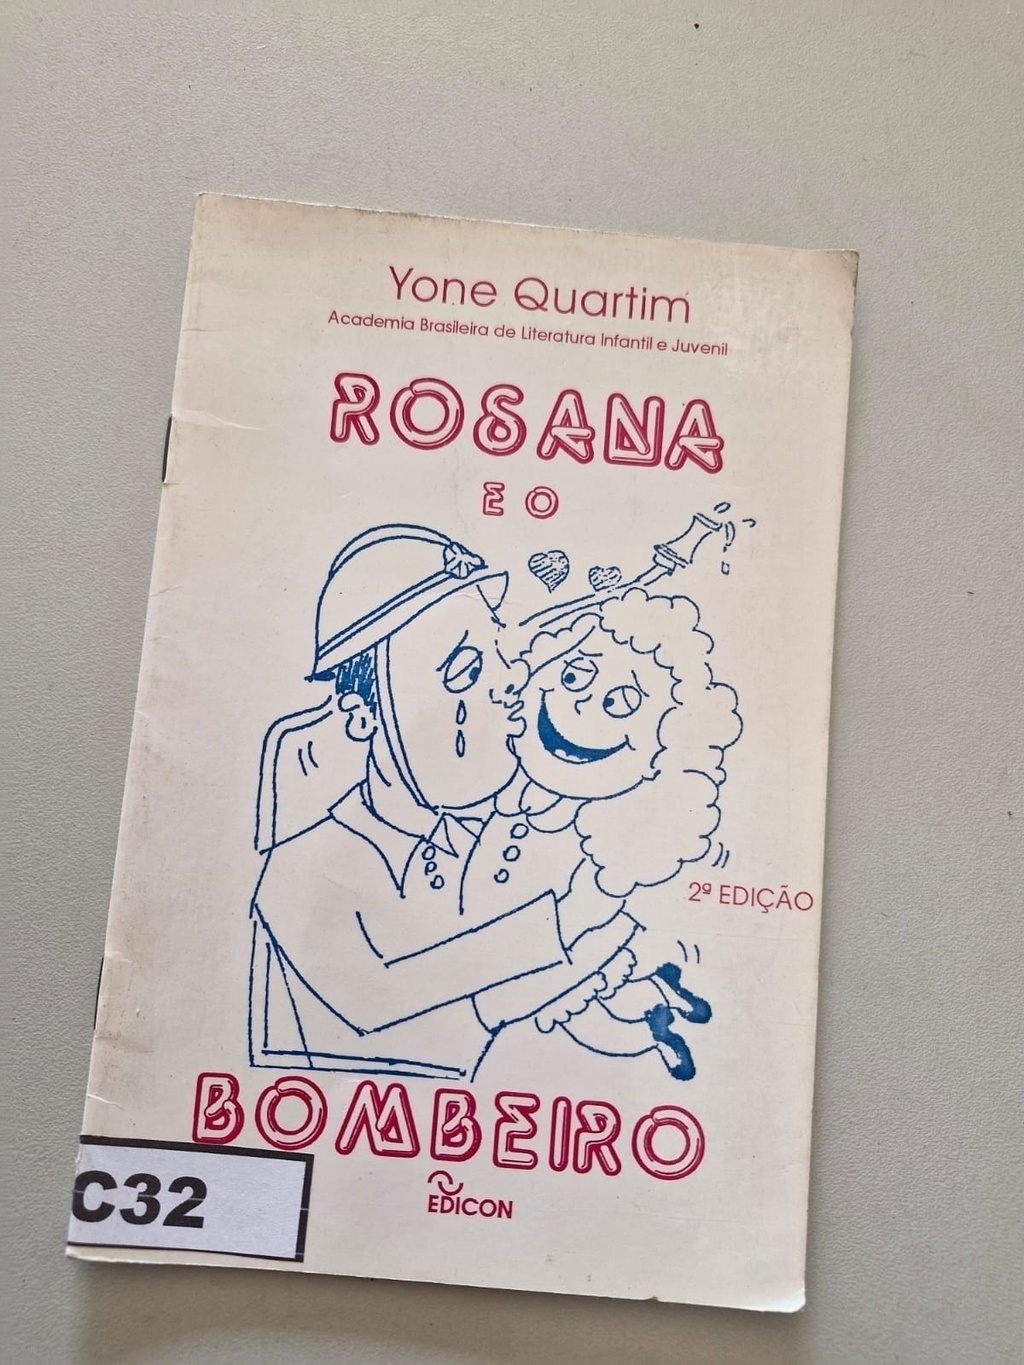 Yone Quartim
Academia Brasileira de Literatura Infantil e Juvenil
ROSANA
E O
2ª EDIÇÃO
BOMBEIRO
EDICON
C32